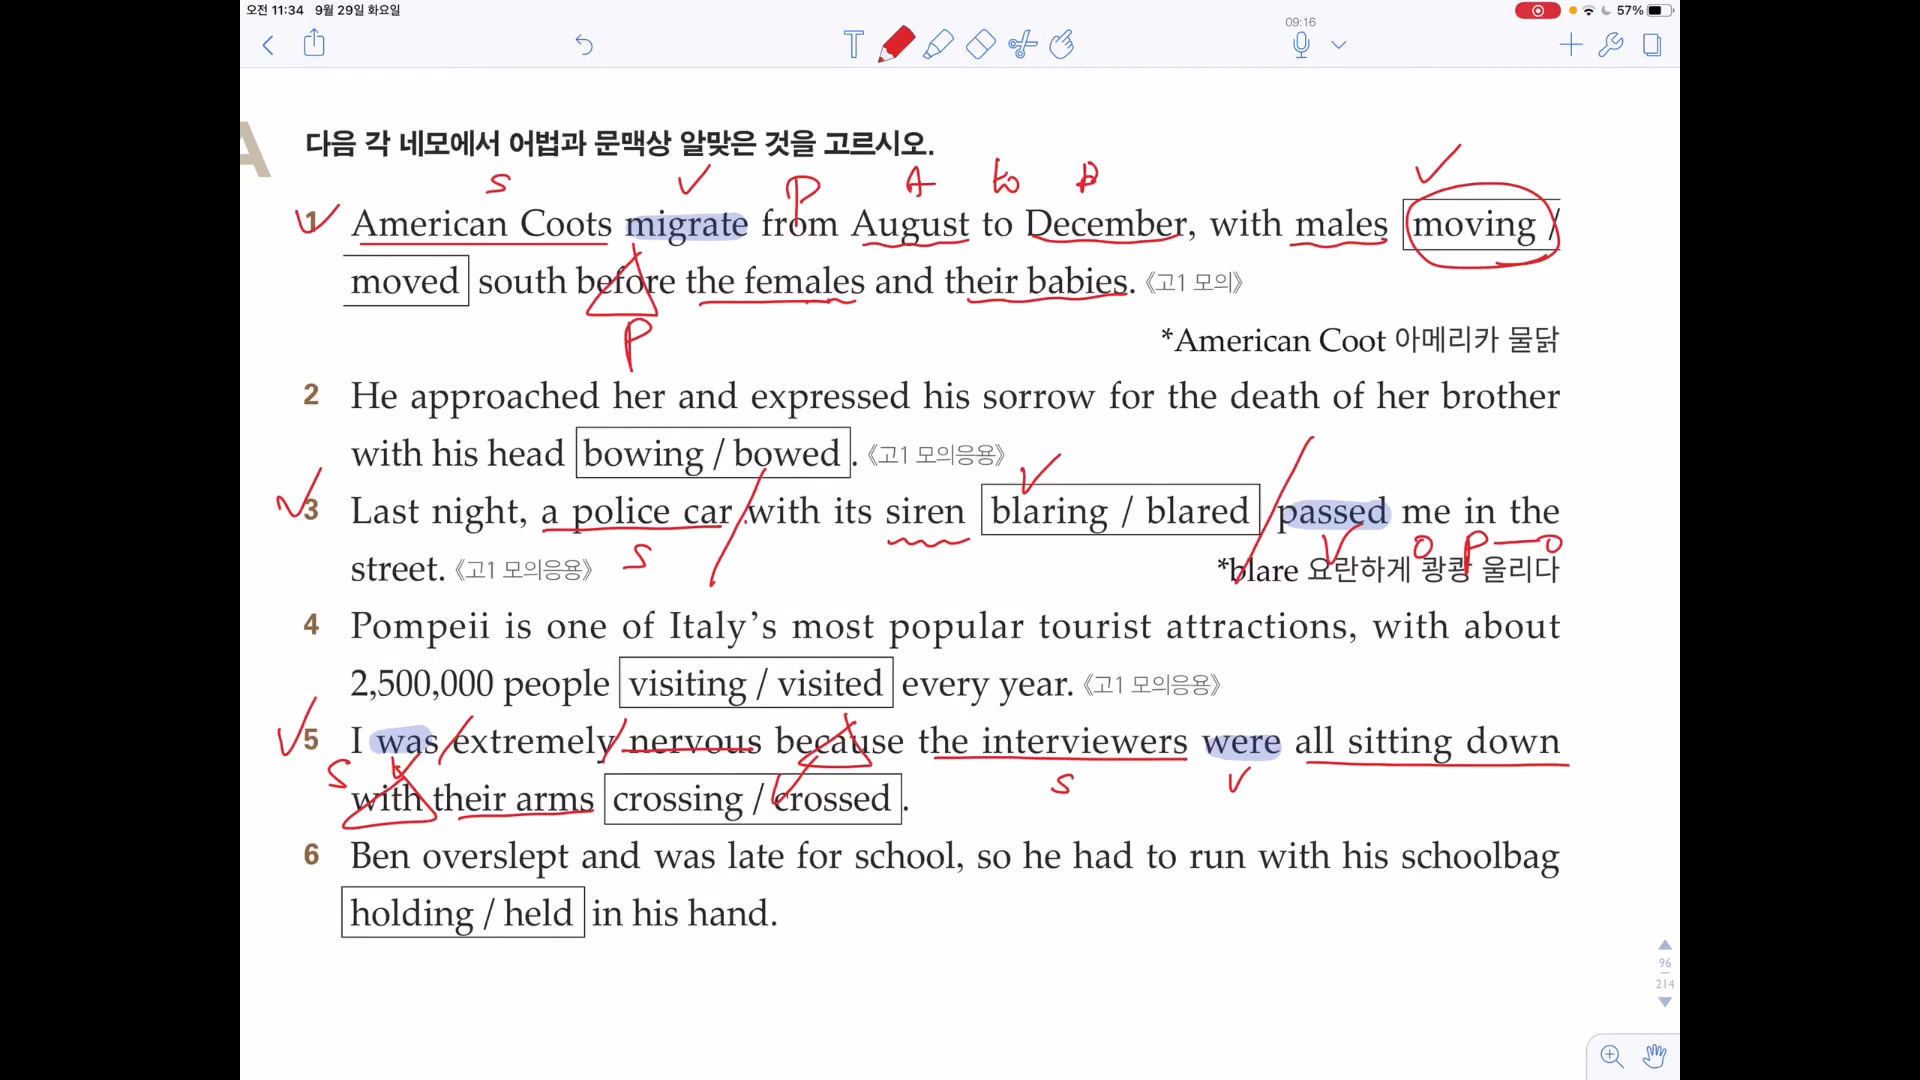 오전 11:34 9월 29일 화요일
57%
09:16
T
A
다음 각 네모에서 어법과 문맥상 알맞은 것을 고르시오.
S P A to B
1 American Coots migrate from August to December, with males moving /
moved south before the females and their babies. 《고1 모의》
P
*American Coot 아메리카 물닭
2 He approached her and expressed his sorrow for the death of her brother
with his head bowing / bowed. 《고1 모의응용》
3 Last night, a police car with its siren blaring / blared passed me in the
S V O P O
street. 《고1 모의응용》 *blare 요란하게 쾅쾅 울리다
4 Pompeii is one of Italy's most popular tourist attractions, with about
2,500,000 people visiting / visited every year. 《고1 모의응용》
5 I was extremely nervous because the interviewers were all sitting down
S V S V
with their arms crossing / crossed.
6 Ben overslept and was late for school, so he had to run with his schoolbag
holding / held in his hand.
96
214